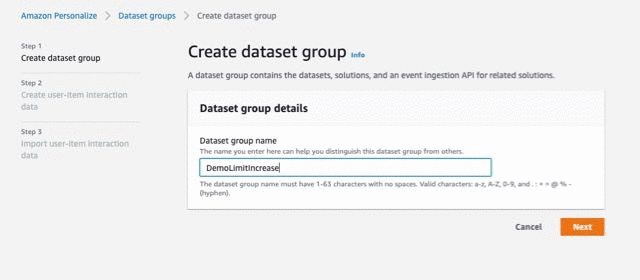 Amazon Personalize > Dataset groups > Create dataset group
Step 1
Create dataset group
Step 2
Create user-item interaction
data
Step 3
Import user-item interaction
data
Create dataset group Info
A dataset group contains the datasets, solutions, and an event ingestion API for related solutions.
Dataset group details
Dataset group name
The name you enter here can help you distinguish this dataset group from others.
DemoLimitIncrease
The dataset group name must have 1-63 characters with no spaces. Valid characters: a-z, A-Z, 0-9, and . : + = @ % -
(hyphen).
Cancel
Next